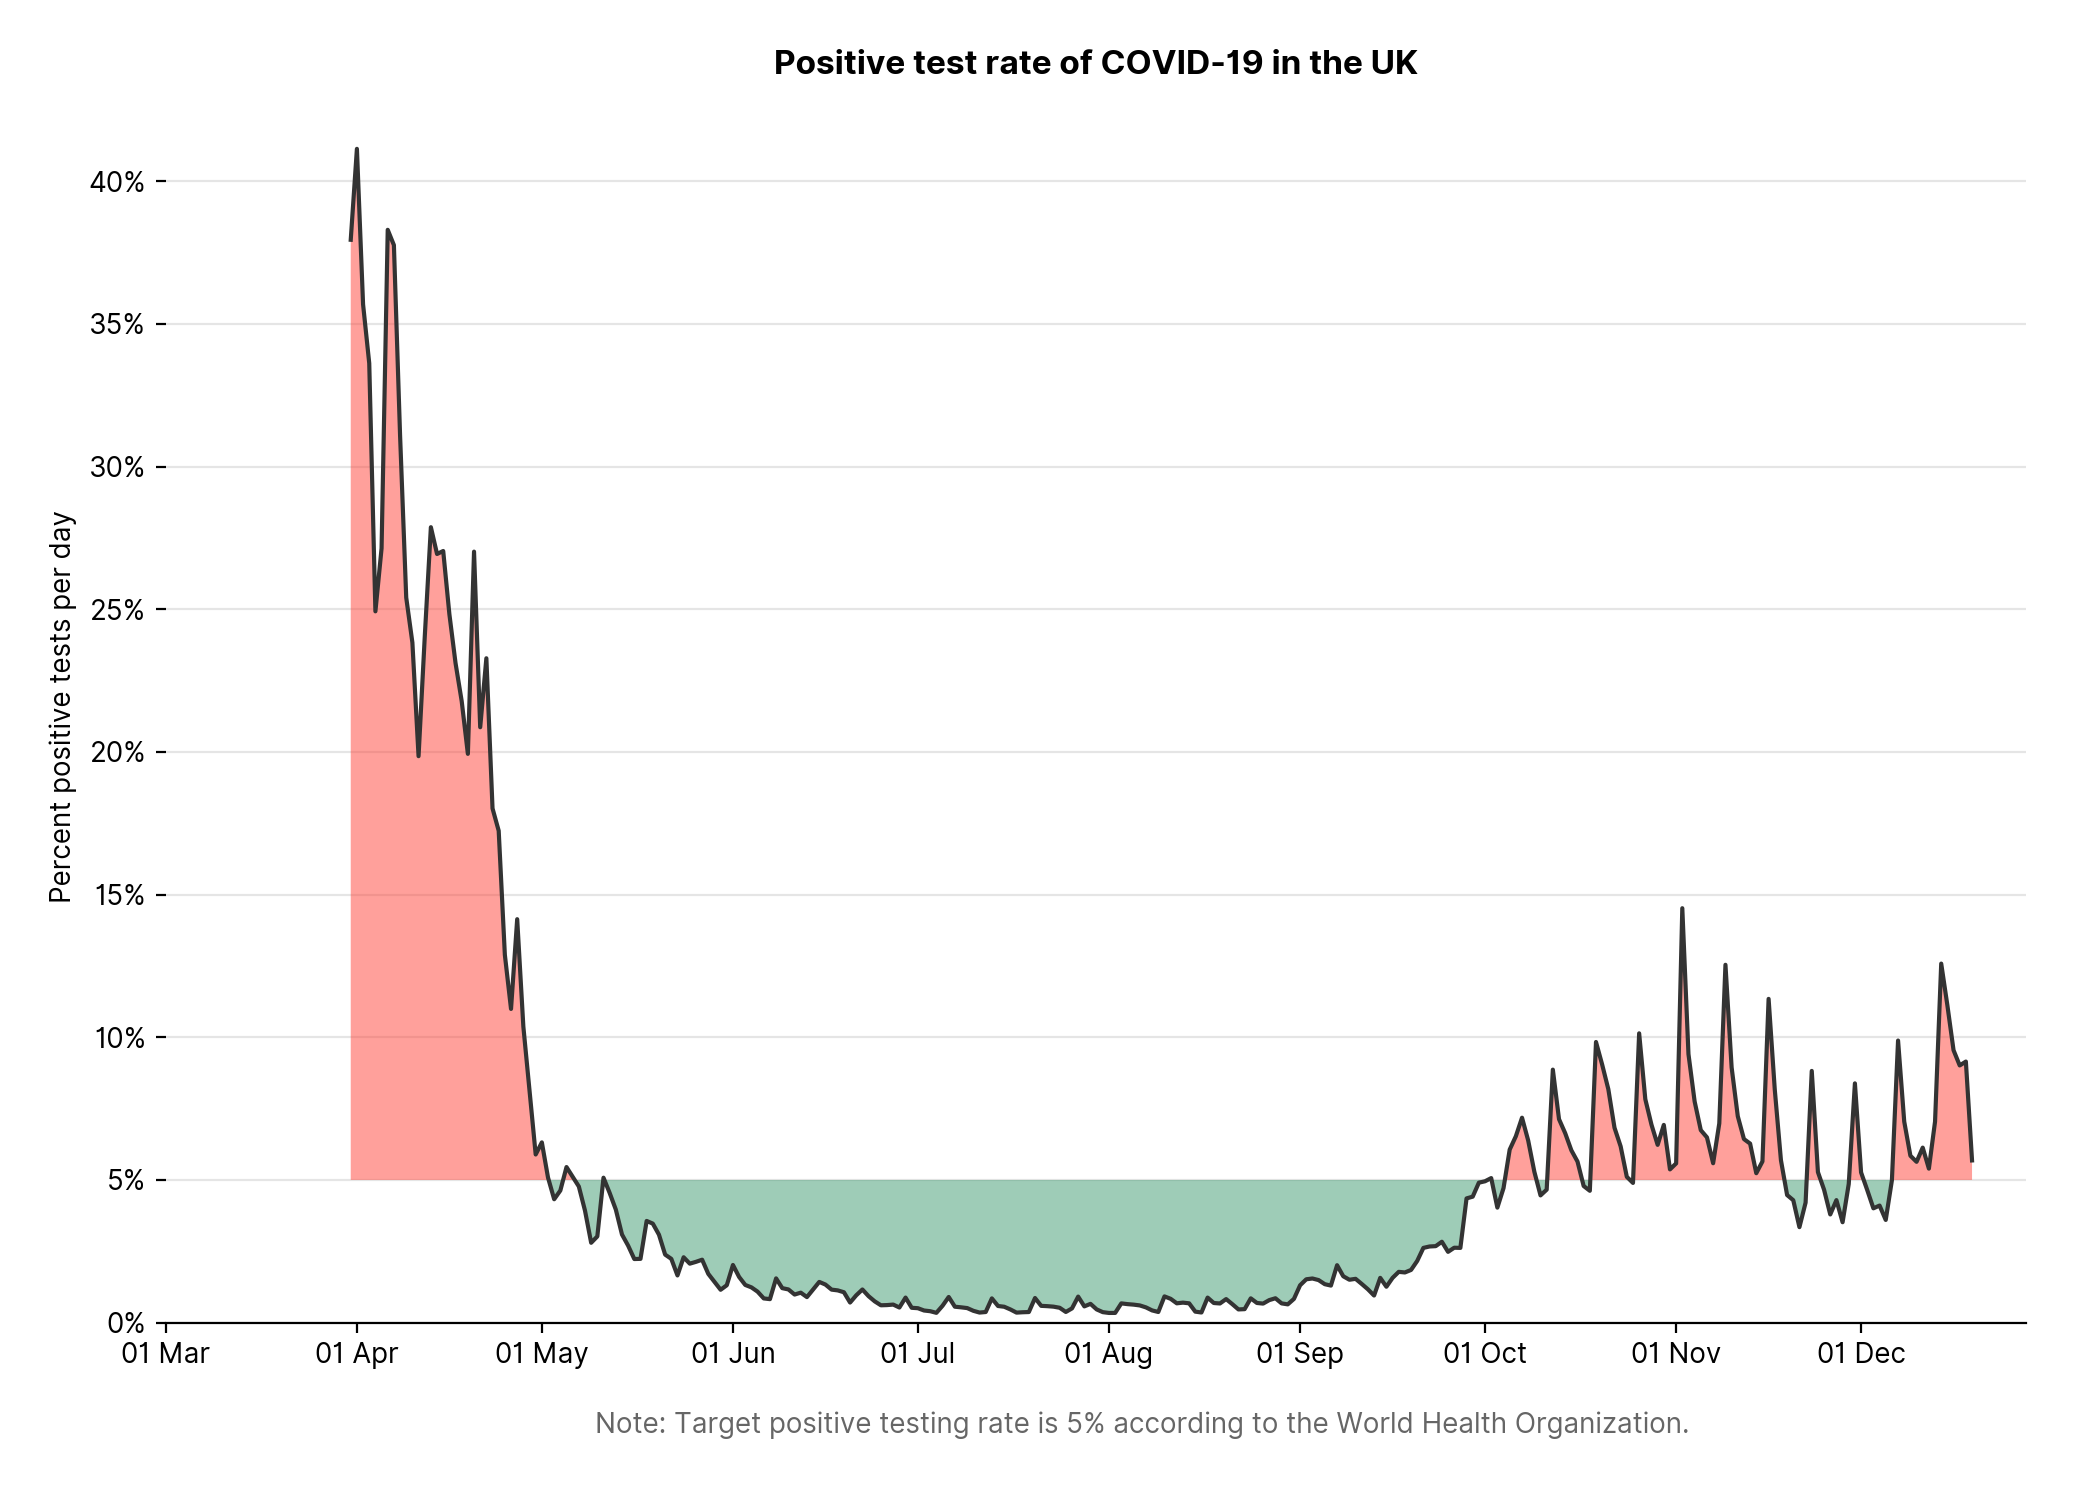 Positive test rate of COVID-19 in the UK
Percent positive tests per day
40%
35%
30%
25%
20%
15%
10%
5%
0%
01 Mar
01 Apr
01 May
01 Jun
01 Jul
01 Aug
01 Sep
01 Oct
01 Nov
01 Dec
Note: Target positive testing rate is 5% according to the World Health Organization.